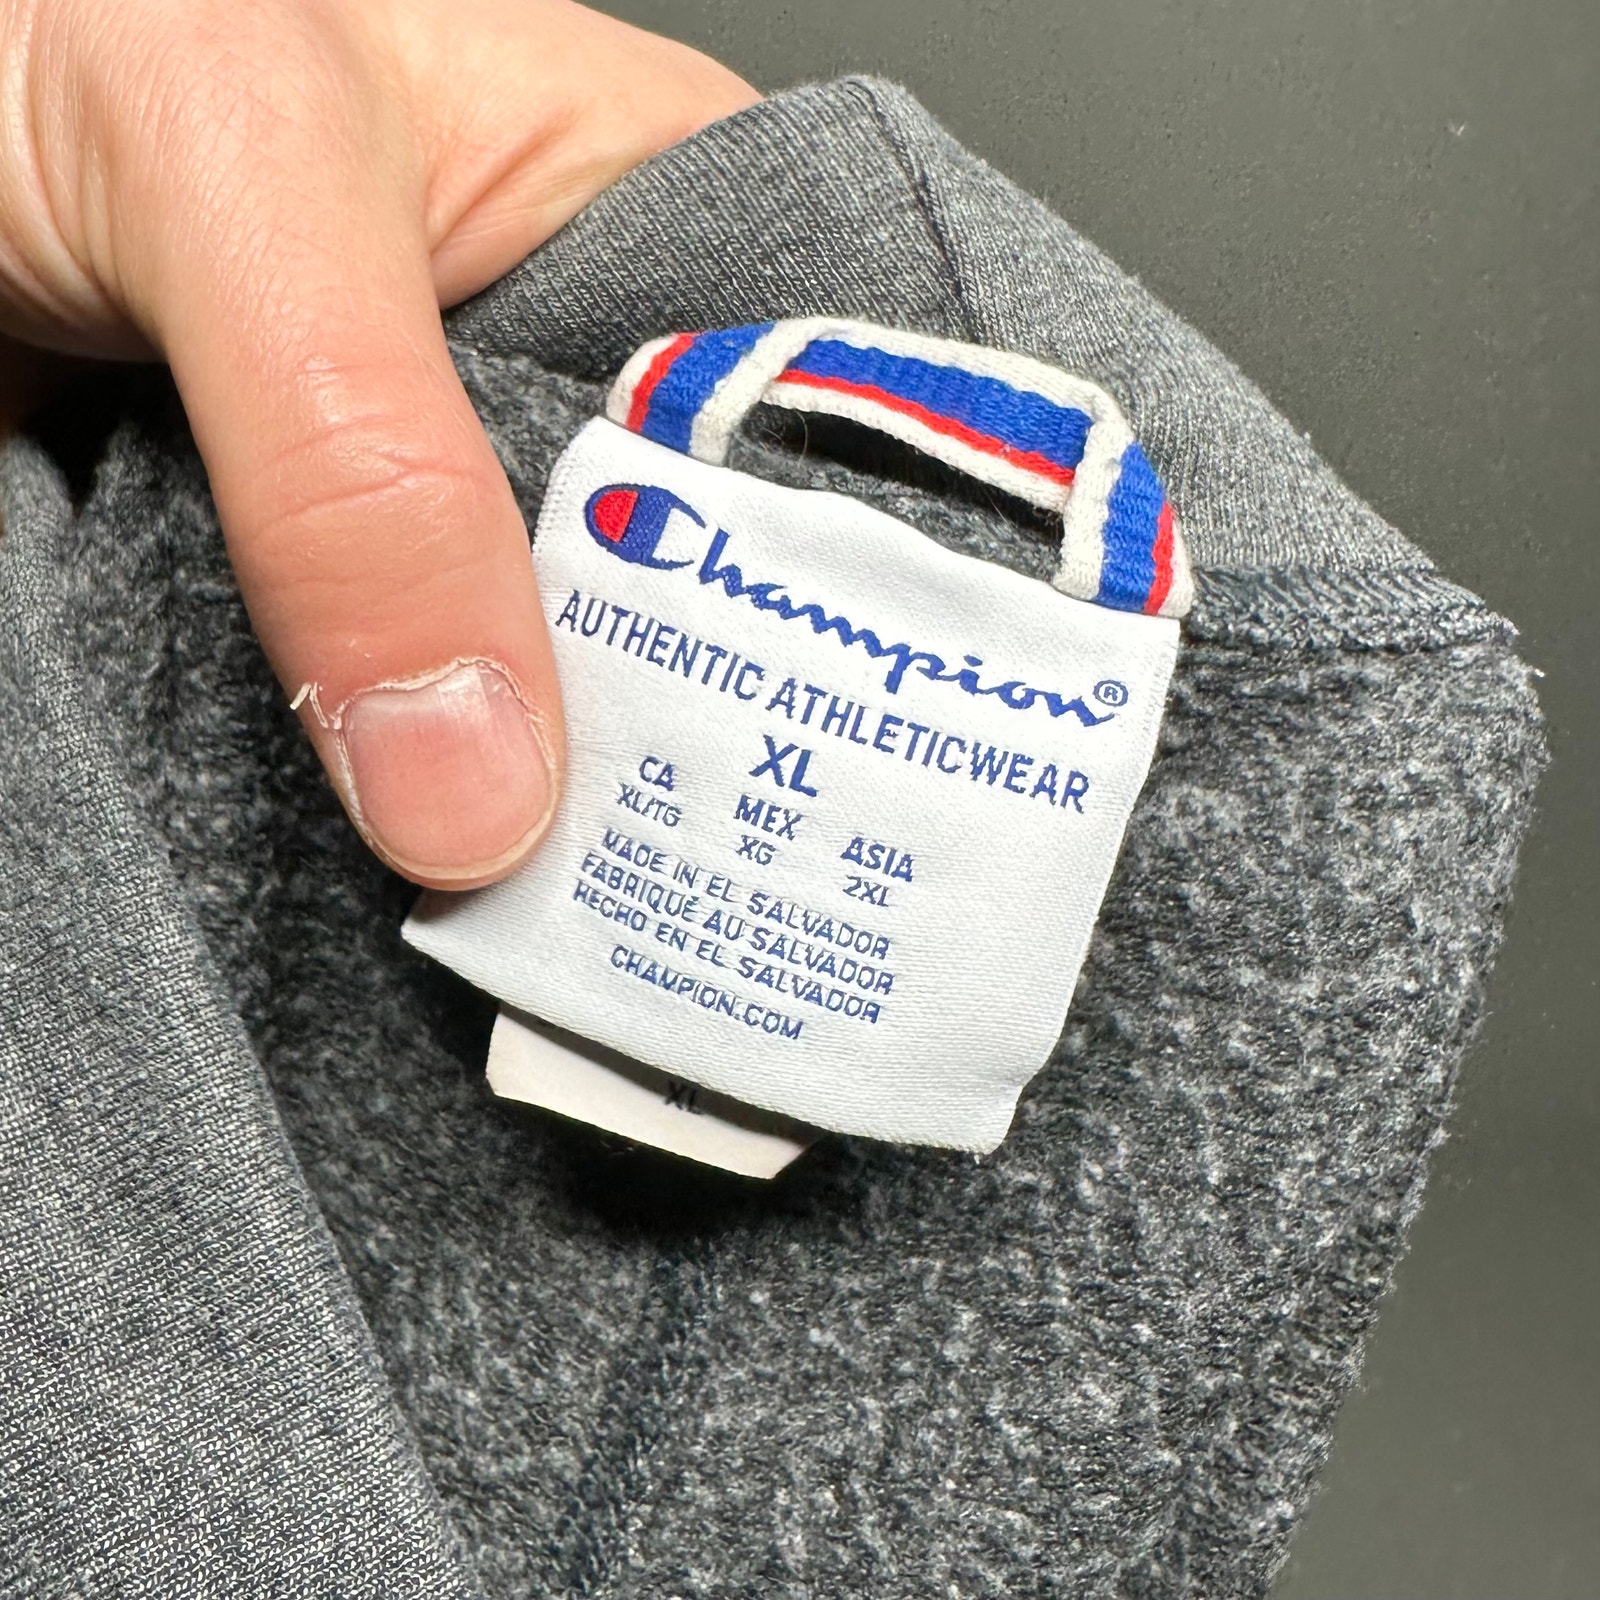 Champion®
AUTHENTIC ATHLETICWEAR
XL
CA MEX ASIA
XL/TG XG 2XL
MADE IN EL SALVADOR
FABRIQUÉ AU SALVADOR
HECHO EN EL SALVADOR
CHAMPION.COM
XL